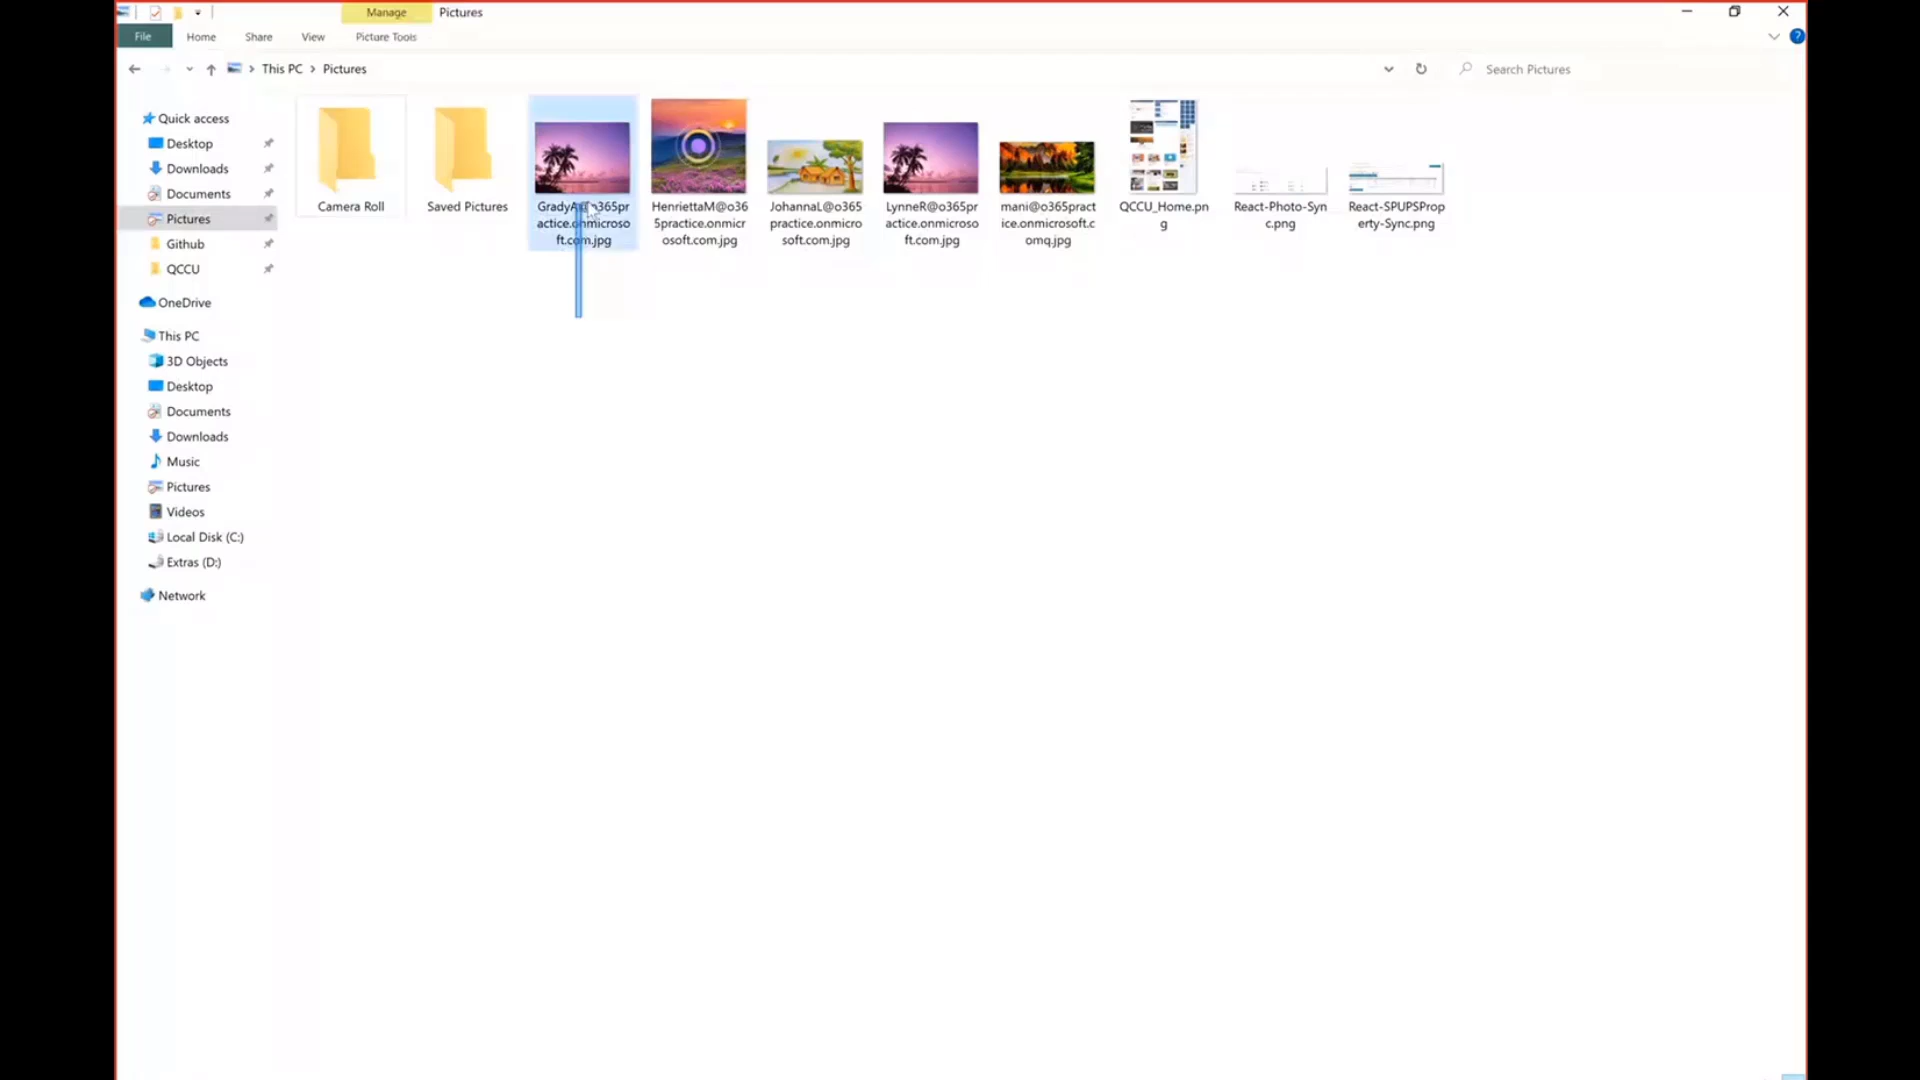 Manage Pictures
File Home Share View Picture Tools
This PC Pictures
Search Pictures
Quick access
Desktop
Downloads
Documents
Pictures
Github
QCCU
OneDrive
This PC
3D Objects
Desktop
Documents
Downloads
Music
Pictures
Videos
Local Disk (C:)
Extras (D:)
Network
Camera Roll
Saved Pictures
actice.onmicroso
ft.com.jpg
HenriettaM@o36
5practice.onmicr
osoft.com.jpg
JohannaL@o365
practice.onmicro
soft.com.jpg
LynneR@o365pr
actice.onmicroso
ft.com.jpg
mani@o365pract
ice.onmicrosoft.c
omq.jpg
QCCU_Home.pn
g
React-Photo-Syn
c.png
React-SPUPSProp
erty-Sync.png